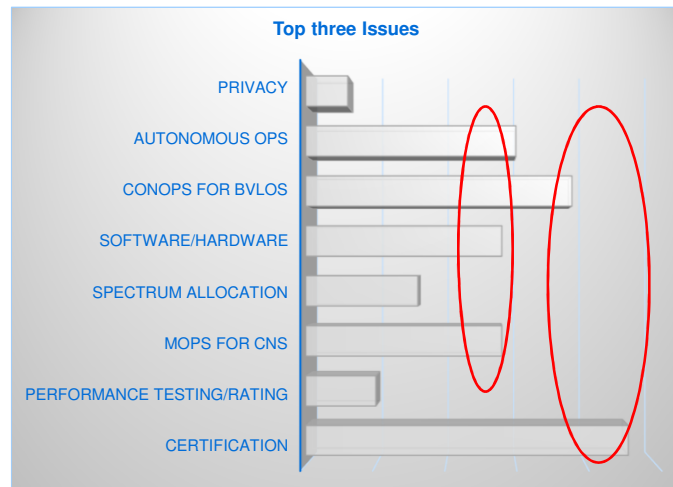 Top three Issues
PRIVACY
AUTONOMOUS OPS
CONOPS FOR BVLOS
SOFTWARE/HARDWARE
SPECTRUM ALLOCATION
MOPS FOR CNS
PERFORMANCE TESTING/RATING
CERTIFICATION